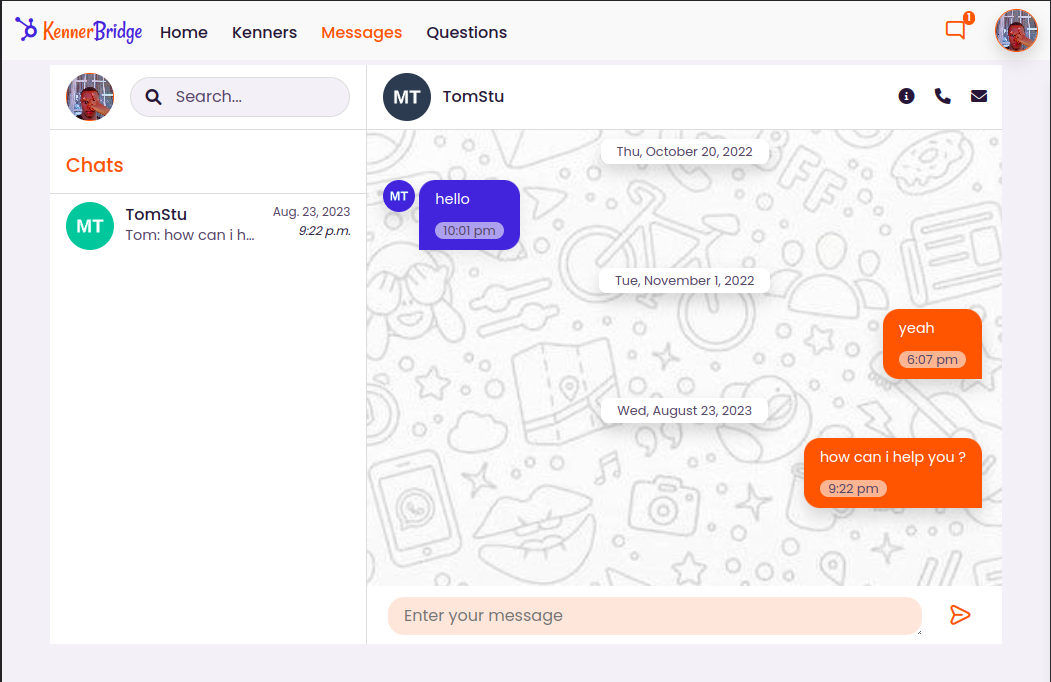 KennerBridge Home Kenners Messages Questions 1
Search...
MT TomStu
Chats
MT TomStu Aug. 23, 2023
Tom: how can i h... 9:22 p.m.
Thu, October 20, 2022
MT hello
10:01 pm
Tue, November 1, 2022
yeah
6:07 pm
Wed, August 23, 2023
how can i help you ?
9:22 pm
Enter your message